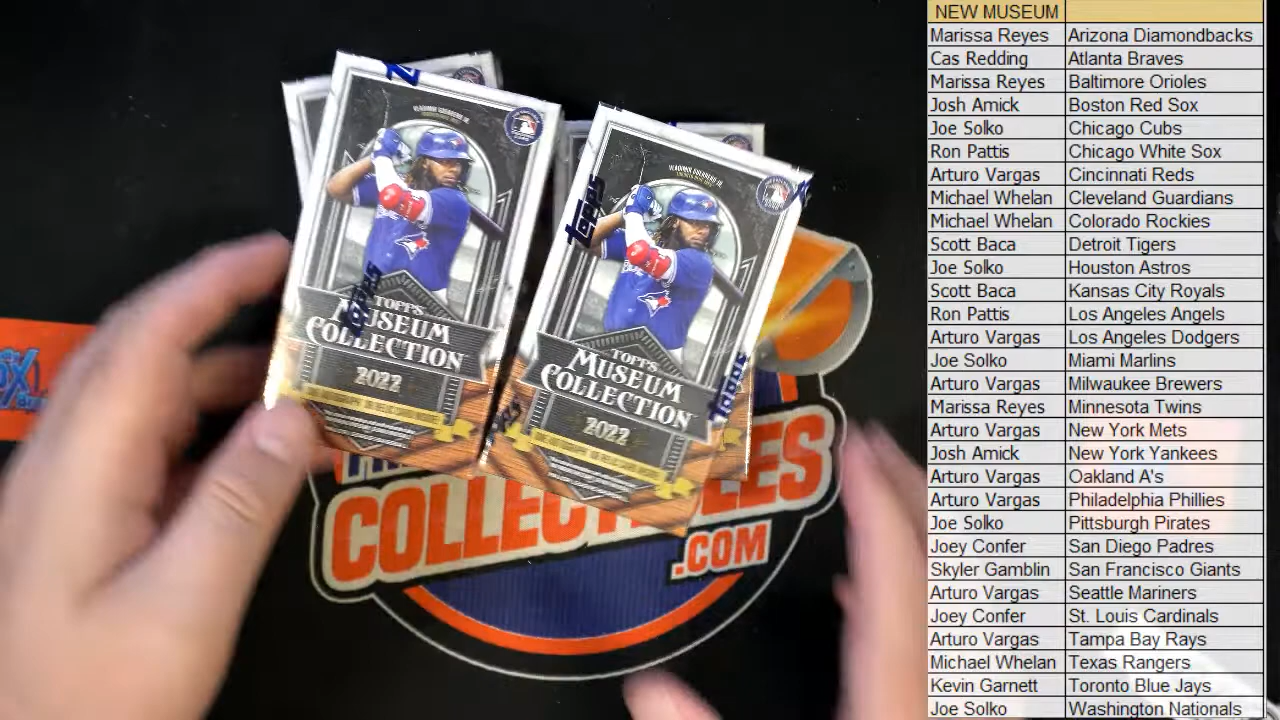 VLADIMIR GUERRERO JR.
TOPPS
MUSEUM
COLLECTION
2022
VLADIMIR GUERRERO JR.
topps
TOPPS
MUSEUM
COLLECTION
2022
COLLECTIBLES
.COM
NEW MUSEUM
Marissa Reyes Arizona Diamondbacks
Cas Redding Atlanta Braves
Marissa Reyes Baltimore Orioles
Josh Amick Boston Red Sox
Joe Solko Chicago Cubs
Ron Pattis Chicago White Sox
Arturo Vargas Cincinnati Reds
Michael Whelan Cleveland Guardians
Michael Whelan Colorado Rockies
Scott Baca Detroit Tigers
Joe Solko Houston Astros
Scott Baca Kansas City Royals
Ron Pattis Los Angeles Angels
Arturo Vargas Los Angeles Dodgers
Joe Solko Miami Marlins
Arturo Vargas Milwaukee Brewers
Marissa Reyes Minnesota Twins
Arturo Vargas New York Mets
Josh Amick New York Yankees
Arturo Vargas Oakland A's
Arturo Vargas Philadelphia Phillies
Joe Solko Pittsburgh Pirates
Joey Confer San Diego Padres
Skyler Gamblin San Francisco Giants
Arturo Vargas Seattle Mariners
Joey Confer St. Louis Cardinals
Arturo Vargas Tampa Bay Rays
Michael Whelan Texas Rangers
Kevin Garnett Toronto Blue Jays
Joe Solko Washington Nationals